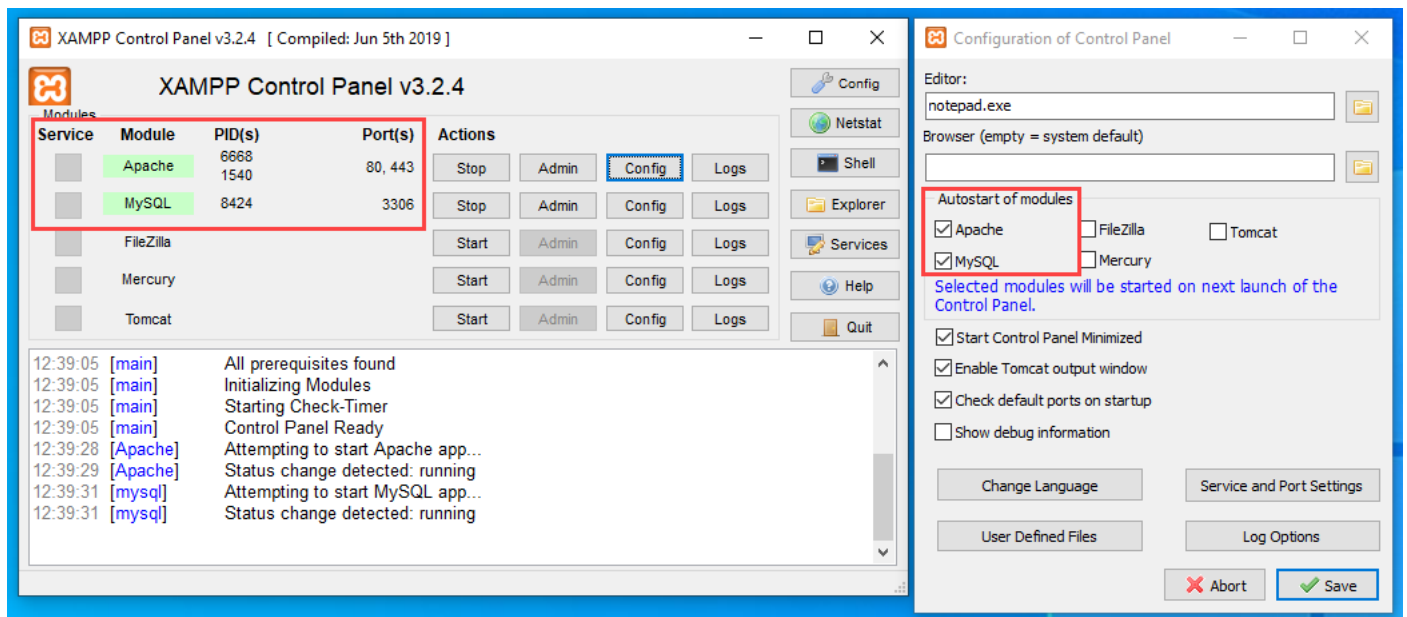 XAMPP Control Panel v3.2.4 [ Compiled: Jun 5th 2019 ]
XAMPP Control Panel v3.2.4
Config
Netstat
Shell
Explorer
Services
Help
Quit
Modules
Service Module PID(s) Port(s) Actions
Apache 6668 1540 80, 443 Stop Admin Config Logs
MySQL 8424 3306 Stop Admin Config Logs
FileZilla Start Admin Config Logs
Mercury Start Admin Config Logs
Tomcat Start Admin Config Logs
12:39:05 [main] All prerequisites found
12:39:05 [main] Initializing Modules
12:39:05 [main] Starting Check-Timer
12:39:05 [main] Control Panel Ready
12:39:28 [Apache] Attempting to start Apache app...
12:39:29 [Apache] Status change detected: running
12:39:31 [mysql] Attempting to start MySQL app...
12:39:31 [mysql] Status change detected: running
Configuration of Control Panel
Editor:
notepad.exe
Browser (empty = system default)
Autostart of modules
Apache FileZilla Tomcat
MySQL Mercury
Selected modules will be started on next launch of the
Control Panel.
Start Control Panel Minimized
Enable Tomcat output window
Check default ports on startup
Show debug information
Change Language Service and Port Settings
User Defined Files Log Options
Abort Save